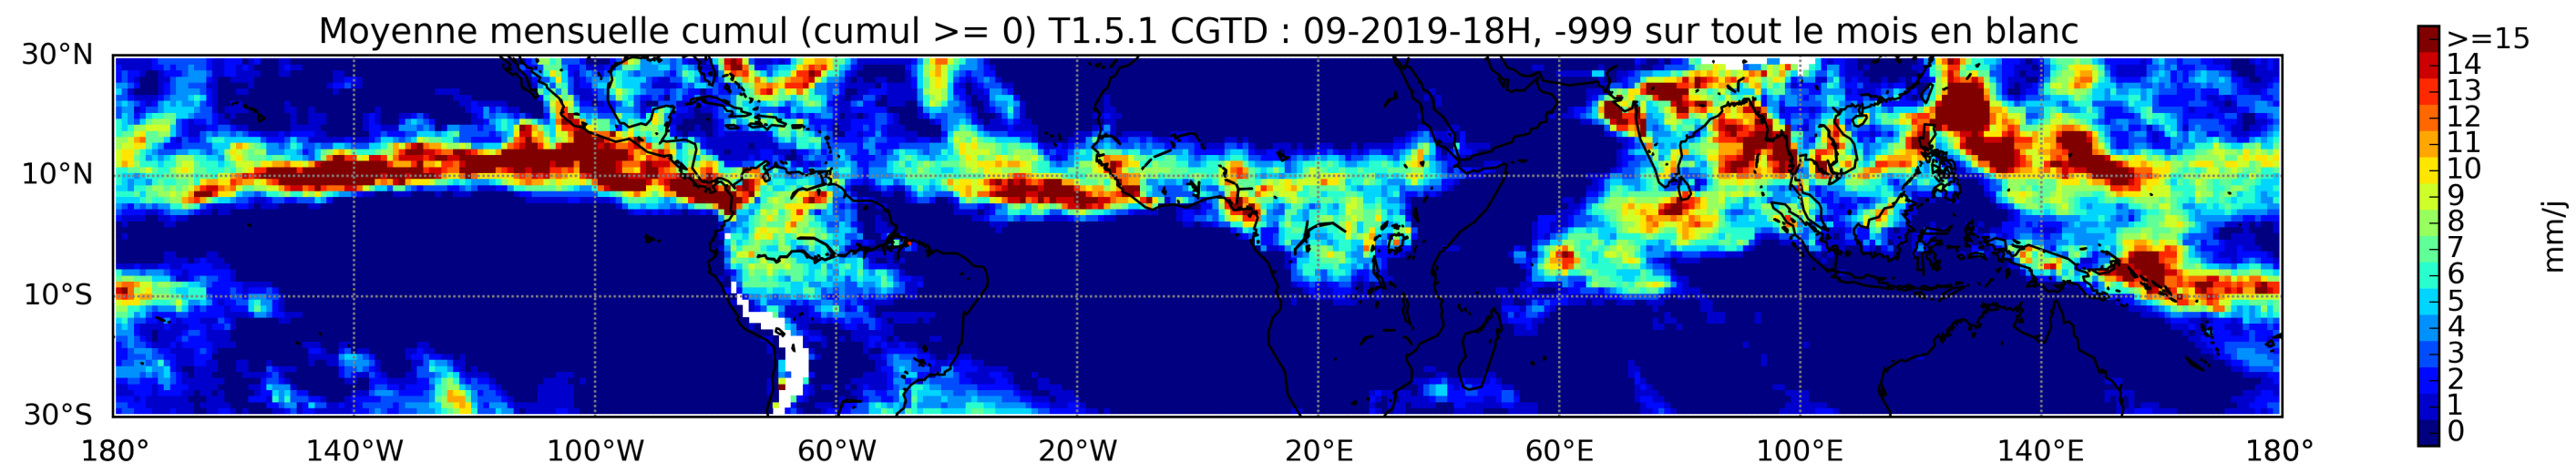 Moyenne mensuelle cumul (cumul >= 0) T1.5.1 CGTD : 09-2019-18H, -999 sur tout le mois en blanc
30°N
10°N
10°S
30°S
180° 140°W 100°W 60°W 20°W 20°E 60°E 100°E 140°E 180°
>=15
14
13
12
11
10
9
8
7
6
5
4
3
2
1
0
mm/j